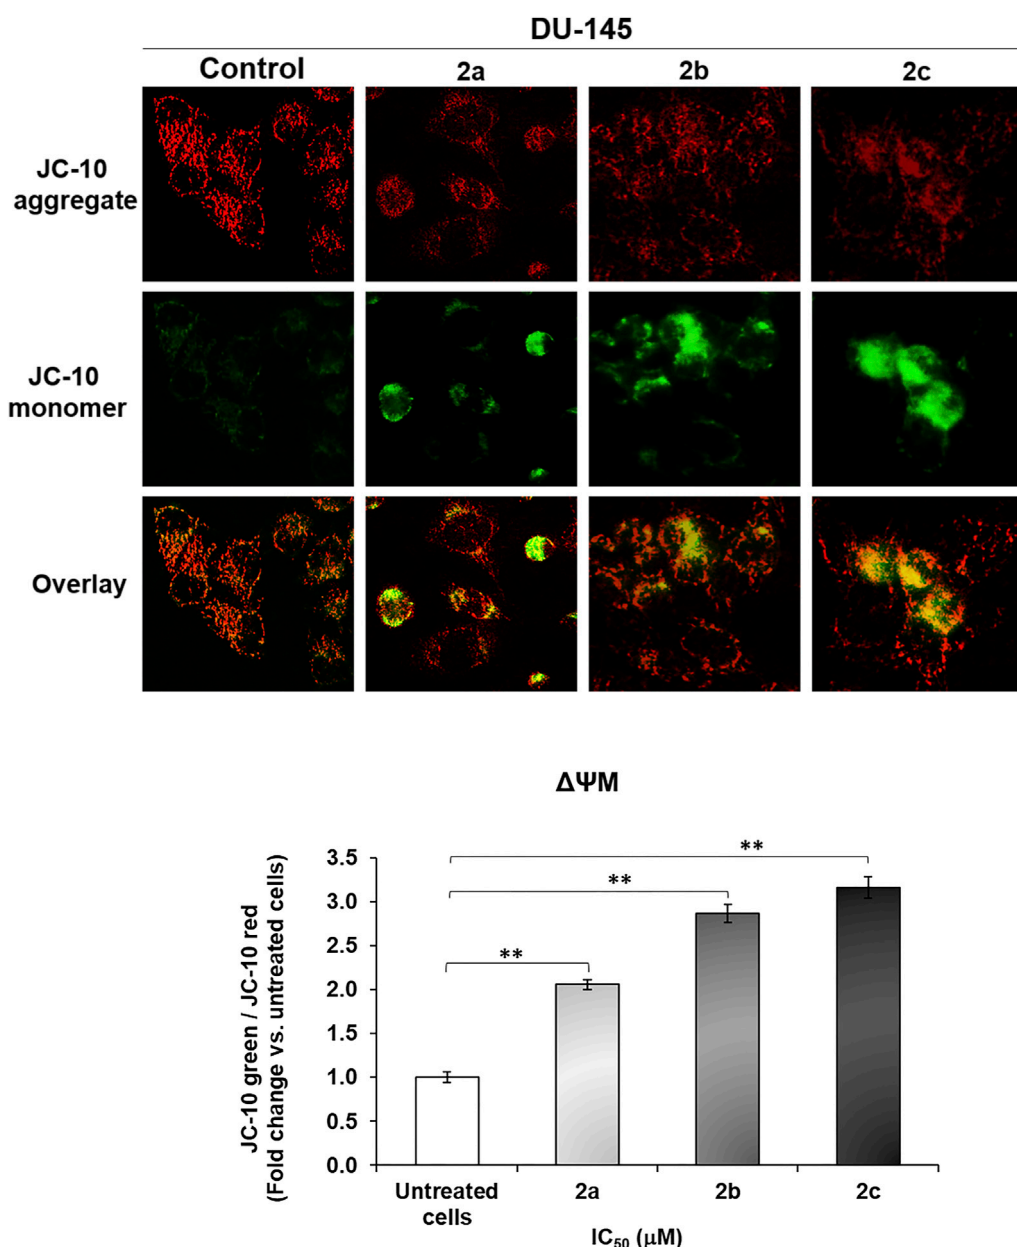 DU-145
Control 2a 2b 2c
JC-10
aggregate
JC-10
monomer
Overlay
ΔΨM
JC-10 green / JC-10 red
(Fold change vs. untreated cells)
3.5
3.0
2.5
2.0
1.0
0.5
0.0
**
**
**
Untreated
cells
2a 2b 2c
IC50 (µM)